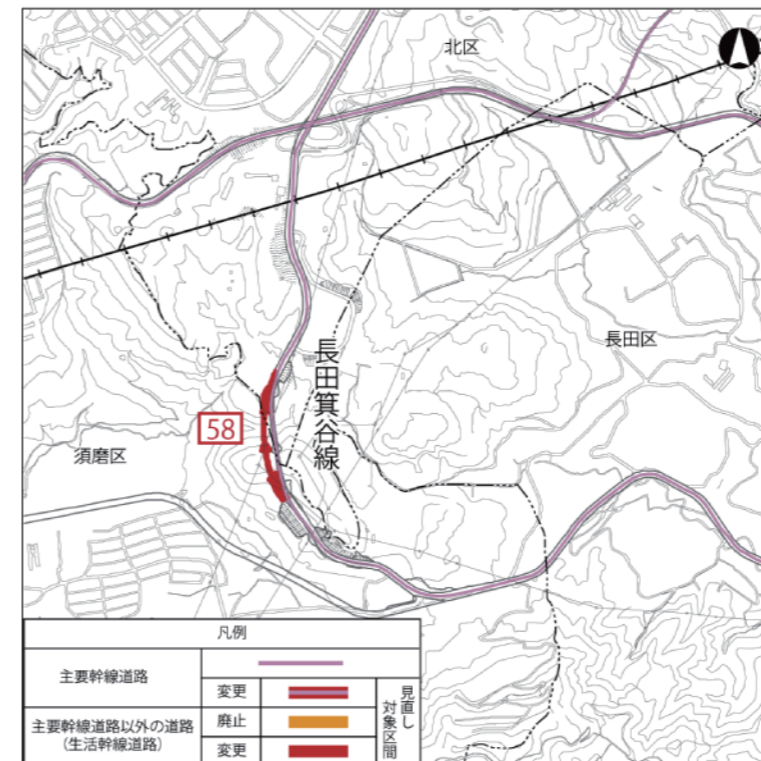 北区
長田区
長田箕谷線
58
須磨区
凡例
主要幹線道路
変更
主要幹線道路以外の道路
(生活幹線道路)
廃止
変更
見直し
対象区間